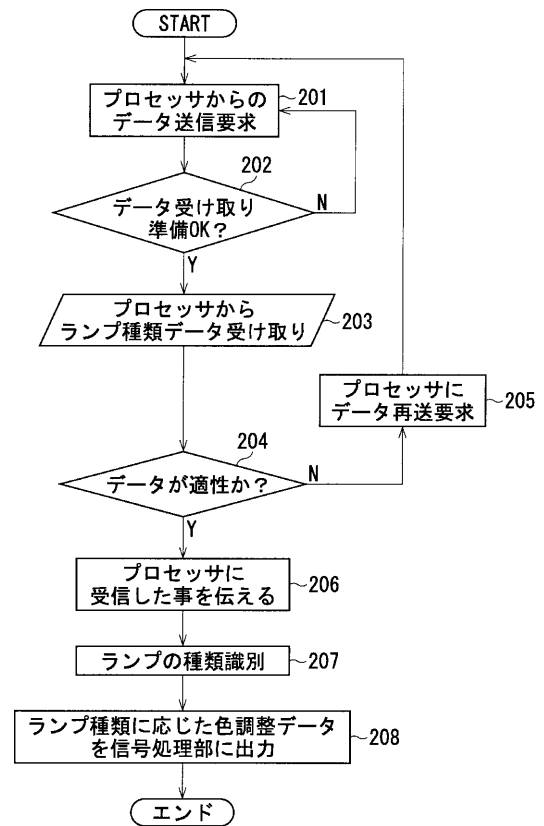 START
プロセッサからの
データ送信要求
201
202
データ受け取り
準備OK?
N
Y
プロセッサから
ランプ種類データ受け取り
203
プロセッサに
データ再送要求
205
204
データが適性か?
N
Y
プロセッサに
受信した事を伝える
206
ランプの種類識別
207
ランプ種類に応じた色調整データ
を信号処理部に出力
208
エンド